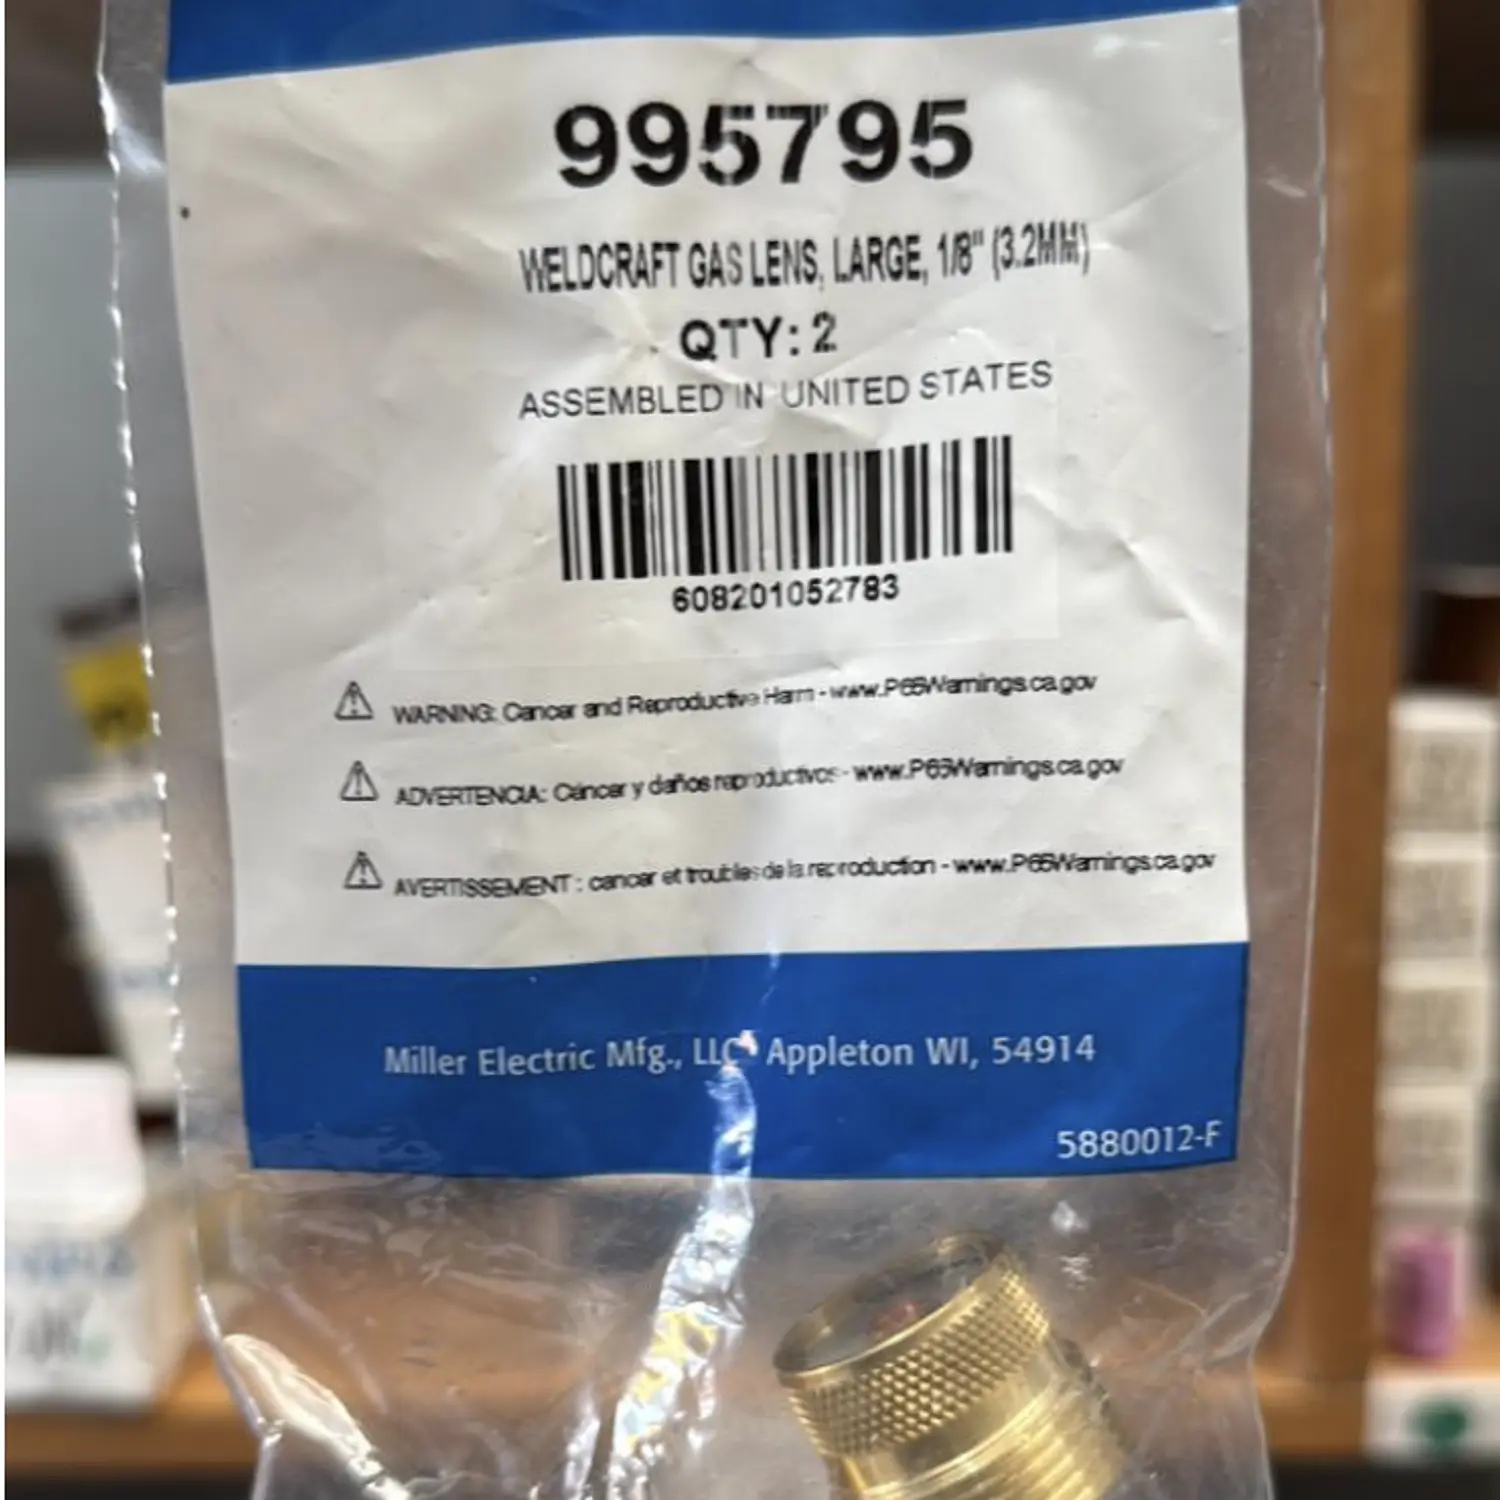 995795
WELDCRAFT GAS LENS, LARGE, 1/8" (3.2MM)
QTY: 2
ASSEMBLED IN UNITED STATES
608201052783
WARNING: Cancer and Reproductive Harm - www.P65Warnings.ca.gov
ADVERTENCIA: Cáncer y daños reproductivos - www.P65Warnings.ca.gov
AVERTISSEMENT : cancer et troubles de la reproduction - www.P65Warnings.ca.gov
Miller Electric Mfg., LLC • Appleton WI, 54914
5880012-F